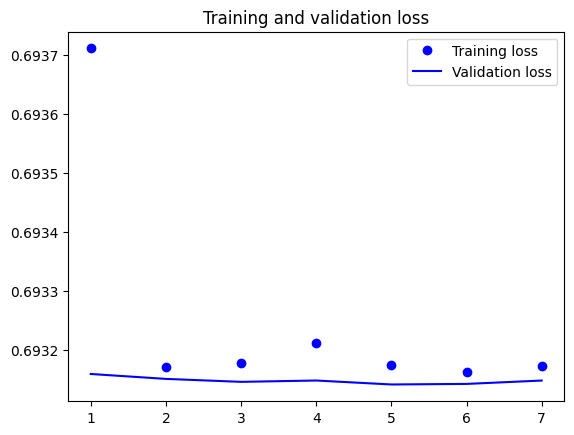 Training and validation loss
Training loss
Validation loss
0.6937
0.6936
0.6935
0.6934
0.6933
0.6932
1 2 3 4 5 6 7